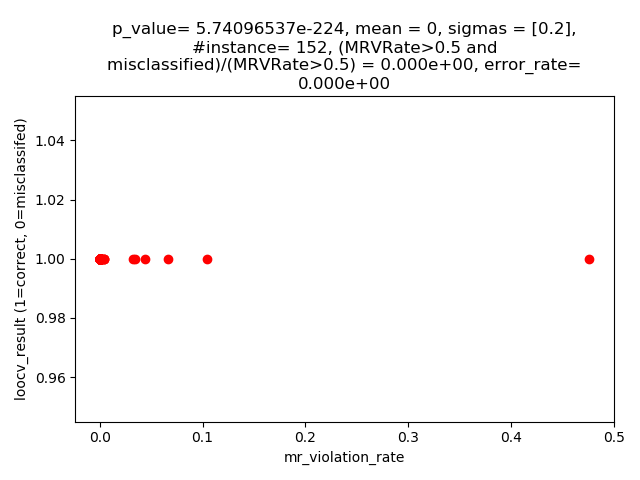 p_value= 5.74096537e-224, mean = 0, sigmas = [0.2],
#instance= 152, (MRVRate>0.5 and
misclassified)/(MRVRate>0.5) = 0.000e+00, error_rate=
0.000e+00
loocv_result (1=correct, 0=misclassifed)
1.04
1.02
1.00
0.98
0.96
0.0 0.1 0.2 0.3 0.4 0.5
mr_violation_rate